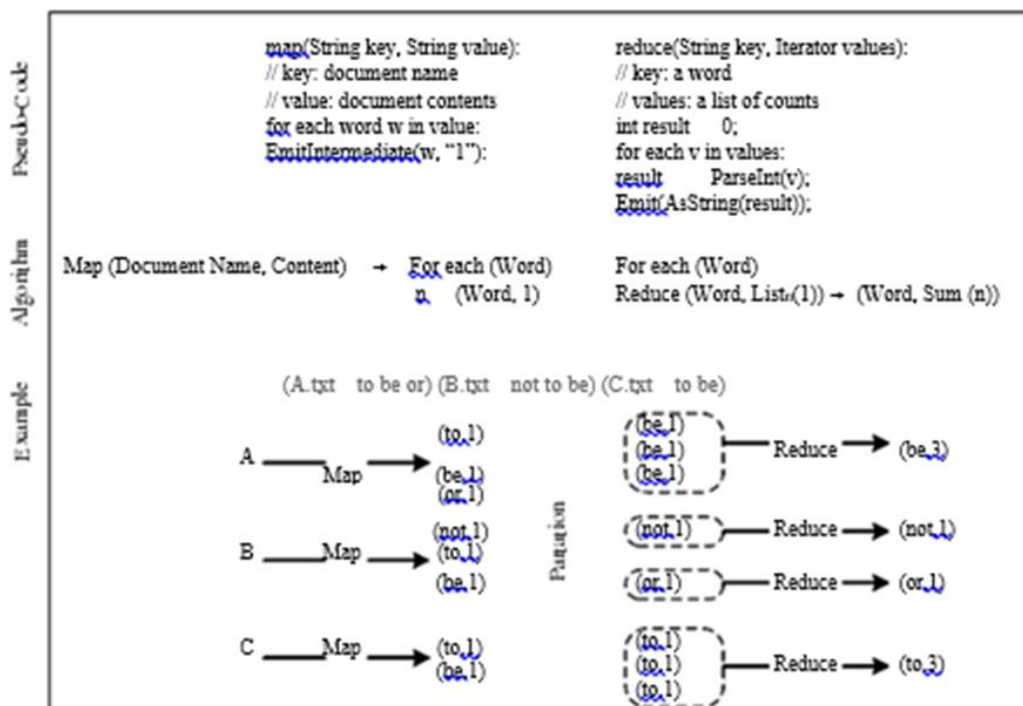 Pseudo-Code
map(String key, String value):
// key: document name
// value: document contents
for each word w in value:
EmitIntermediate(w, “1”):
reduce(String key, Iterator values):
// key: a word
// values: a list of counts
int result 0;
for each v in values:
result ParseInt(v);
Emit(AsString(result));
Algorithm
Map (Document Name, Content) → For each (Word)
n (Word, 1)
For each (Word)
Reduce (Word, Listn(1)) → (Word, Sum (n))
Example
(A.txt to be or) (B.txt not to be) (C.txt to be)
A Map
(to,1)
(be,1)
(or,1)
B Map
(not,1)
(to,1)
(be,1)
C Map
(to,1)
(be,1)
Partition
(be,1)
(be,1)
(be,1)
Reduce (be,3)
(not,1) Reduce (not,1)
(or,1) Reduce (or,1)
(to,1)
(to,1)
(to,1)
Reduce (to,3)